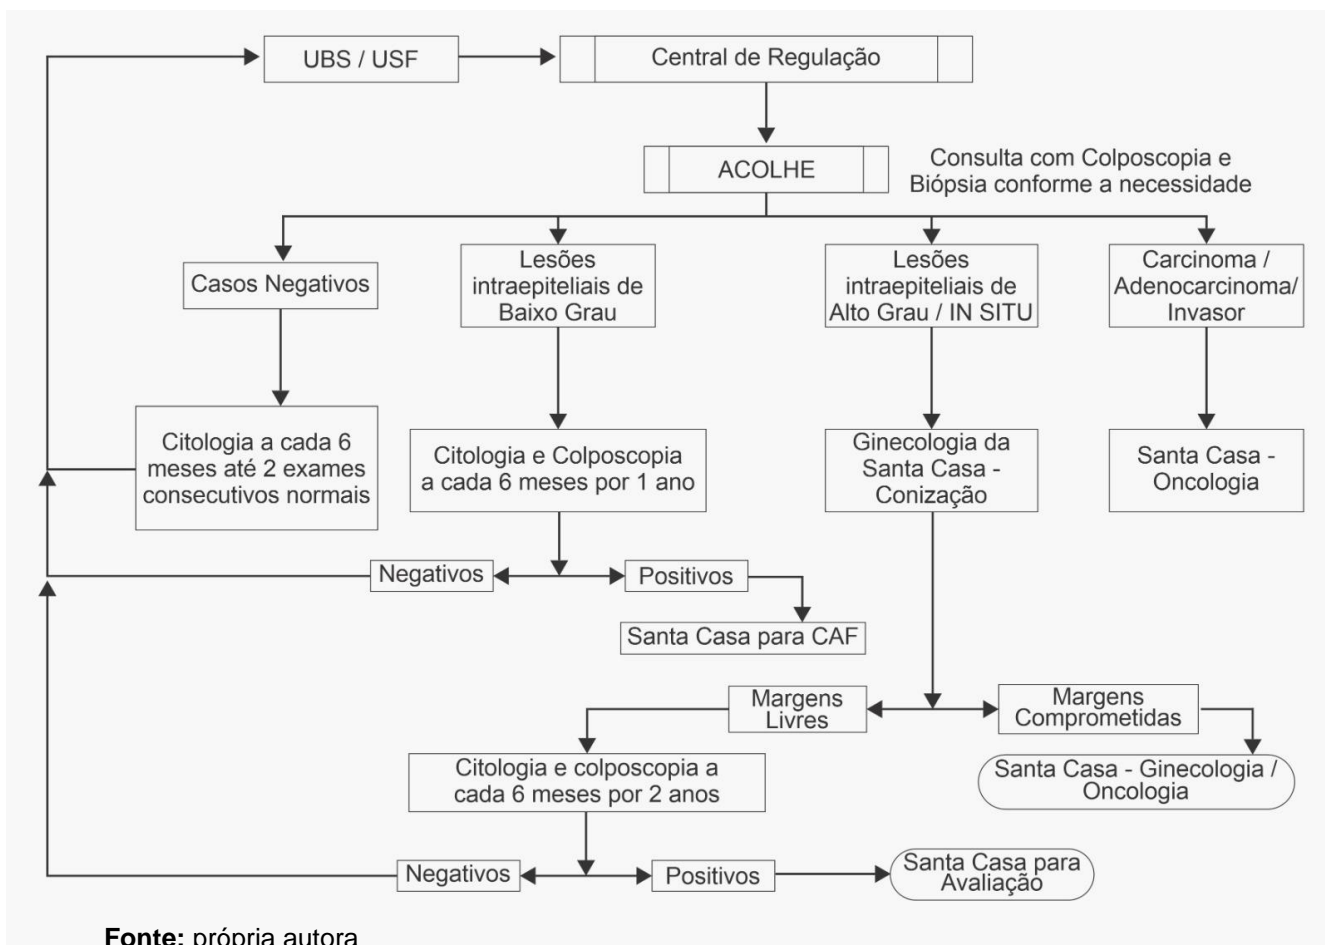 UBS / USF
Central de Regulação
ACOLHE
Consulta com Colposcopia e
Biópsia conforme a necessidade
Casos Negativos
Lesões
intraepiteliais de
Baixo Grau
Lesões
intraepiteliais de
Alto Grau / IN SITU
Carcinoma /
Adenocarcinoma/
Invasor
Citologia a cada 6
meses até 2 exames
consecutivos normais
Citologia e Colposcopia
a cada 6 meses por 1 ano
Ginecologia da
Santa Casa -
Conização
Santa Casa -
Oncologia
Negativos
Positivos
Santa Casa para CAF
Margens
Livres
Margens
Comprometidas
Citologia e colposcopia a
cada 6 meses por 2 anos
Santa Casa - Ginecologia /
Oncologia
Negativos
Positivos
Santa Casa para
Avaliação
Fonte: própria autora